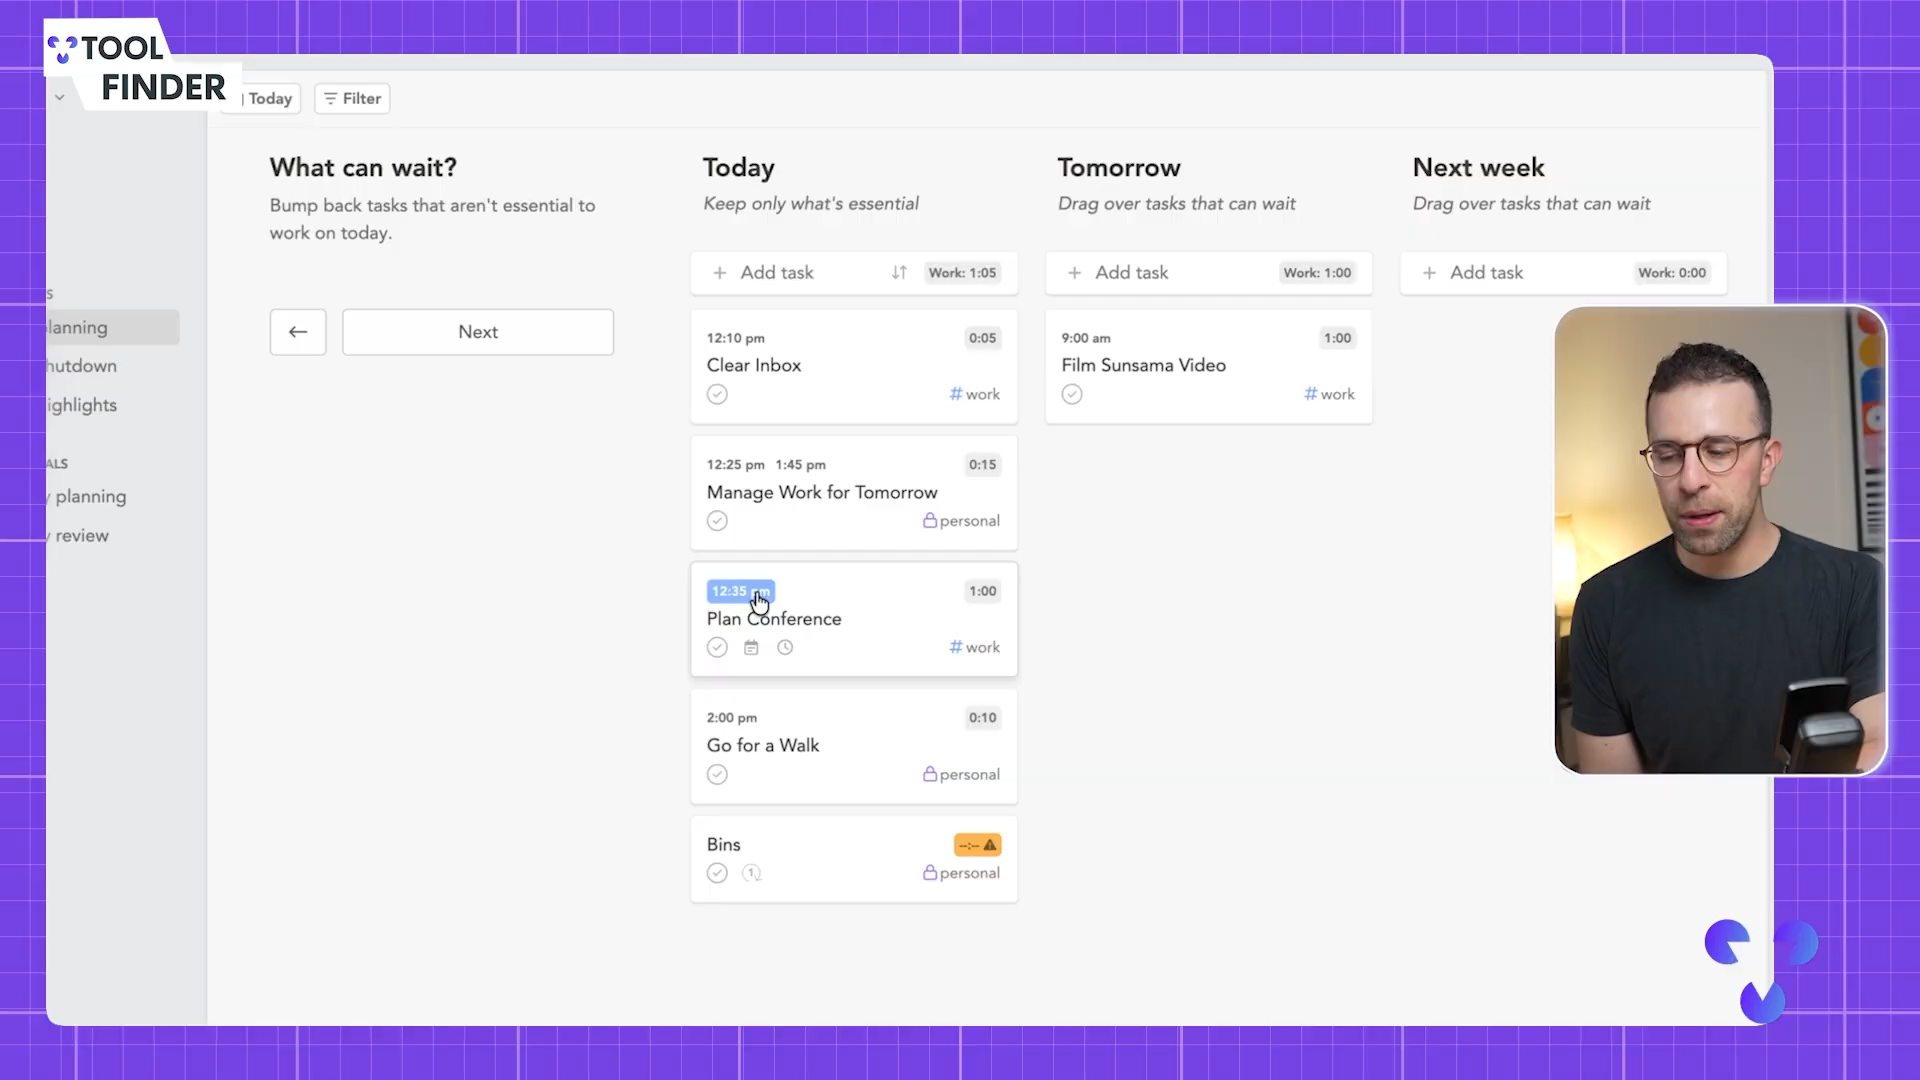 TOOL
FINDER
Today
Filter
What can wait?
Bump back tasks that aren't essential to
work on today.
Next
lanning
hutdown
ighlights
ALS
planning
review
Today
Keep only what's essential
Add task
Work: 1:05
12:10 pm
0:05
Clear Inbox
# work
12:25 pm 1:45 pm
0:15
Manage Work for Tomorrow
personal
12:35 pm
1:00
Plan Conference
# work
2:00 pm
0:10
Go for a Walk
personal
Bins
--:--
1
personal
Tomorrow
Drag over tasks that can wait
Add task
Work: 1:00
9:00 am
1:00
Film Sunsama Video
# work
Next week
Drag over tasks that can wait
Add task
Work: 0:00